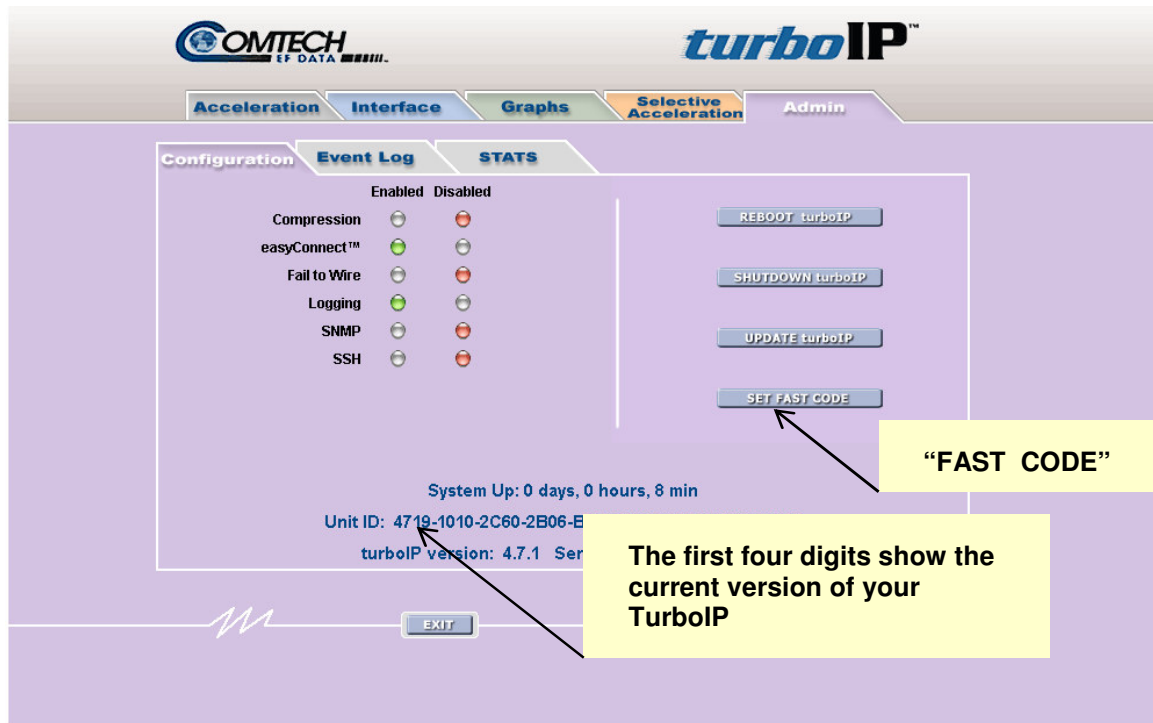 COMTECH
EF DATA
turboIP™
Acceleration Interface Graphs Selective Acceleration Admin
Configuration Event Log STATS
Enabled Disabled
Compression
easyConnect™
Fail to Wire
Logging
SNMP
SSH
REBOOT turboIP
SHUTDOWN turboIP
UPDATE turboIP
SET FAST CODE
“FAST CODE”
System Up: 0 days, 0 hours, 8 min
Unit ID: 4719-1010-2C60-2B06-
turboIP version: 4.7.1 Ser
The first four digits show the
current version of your
TurboIP
EXIT